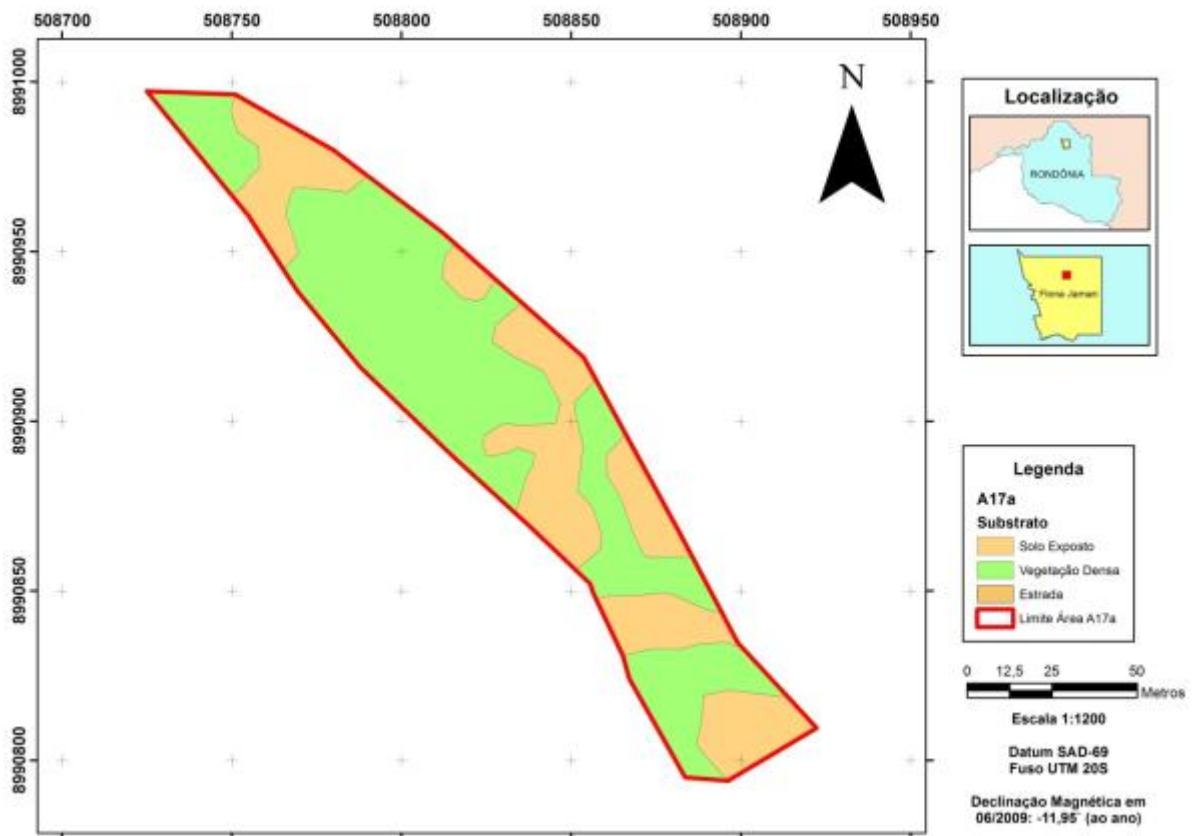 508700 508750 508800 508850 508900 508950
8991000
8990950
8990900
8990850
8990800
N
Localização
RONDÔNIA
Flona Jamari
Legenda
A17a
Substrato
Solo Exposto
Vegetação Densa
Estrada
Limite Área A17a
0 12,5 25 50
Metros
Escala 1:1200
Datum SAD-69
Fuso UTM 20S
Declinação Magnética em
06/2009: -11,95° (ao ano)